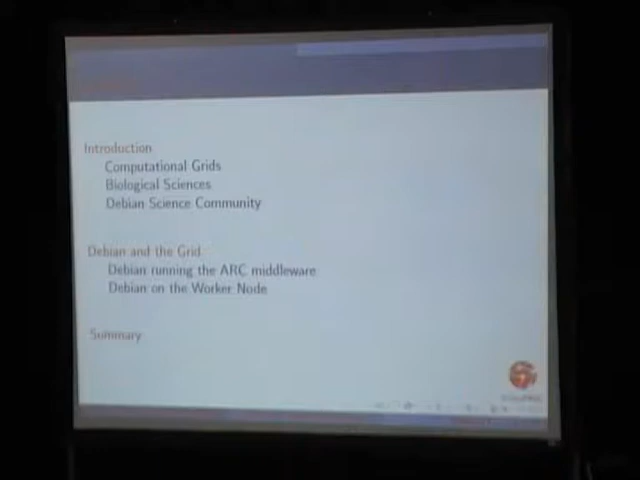 Introduction
Computational Grids
Biological Sciences
Debian Science Community
Debian and the Grid
Debian running the ARC middleware
Debian on the Worker Node
Summary